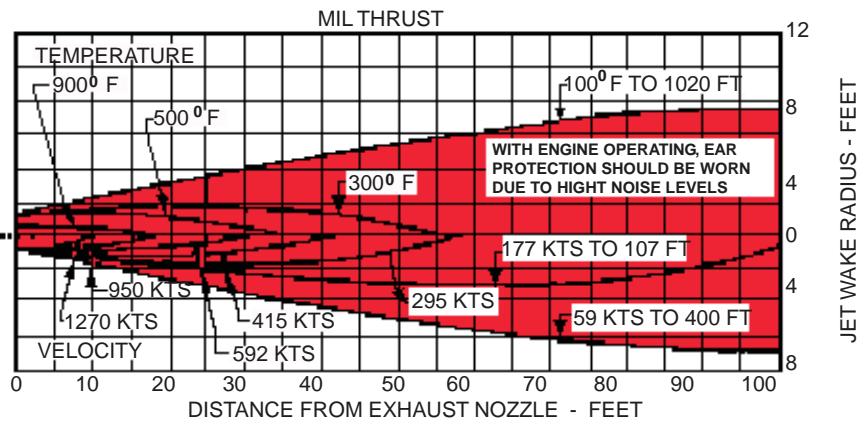 MIL THRUST
12
TEMPERATURE
900⁰ F
100⁰ F TO 1020 FT
8
500 ⁰F
WITH ENGINE OPERATING, EAR
PROTECTION SHOULD BE WORN
DUE TO HIGHT NOISE LEVELS
300⁰ F
4
0
177 KTS TO 107 FT
950 KTS
295 KTS
4
1270 KTS
415 KTS
59 KTS TO 400 FT
VELOCITY
592 KTS
8
JET WAKE RADIUS - FEET
0 10 20 30 40 50 60 70 80 90 100
DISTANCE FROM EXHAUST NOZZLE - FEET